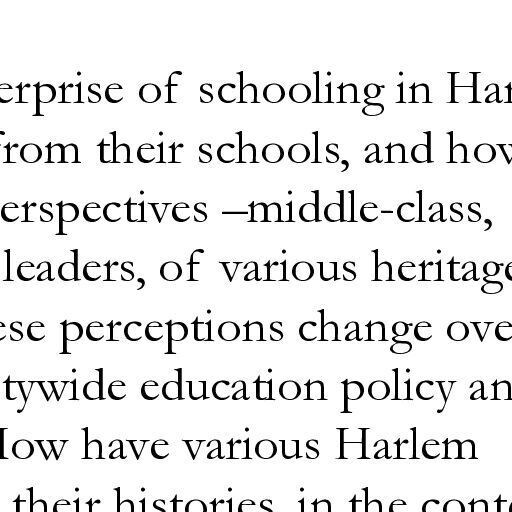 erprise of schooling in Har
from their schools, and how
erspectives –middle-class,
leaders, of various heritage
ese perceptions change ove
tywide education policy an
How have various Harlem
their histories, in the conte